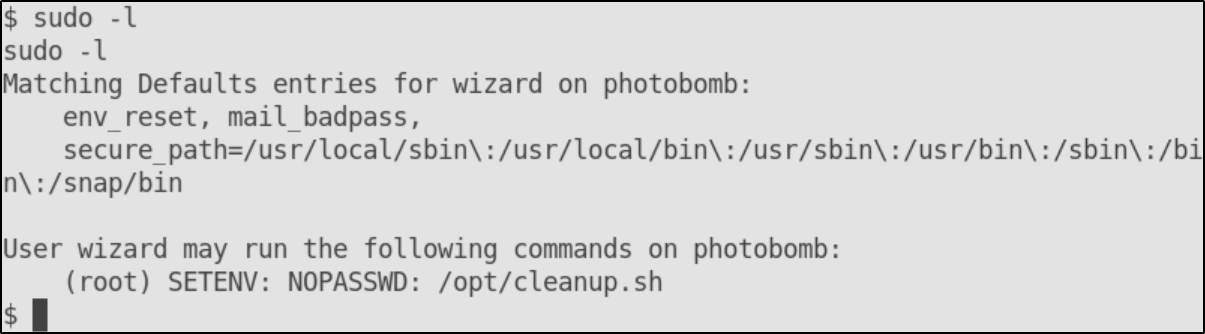 $ sudo -l
sudo -l
Matching Defaults entries for wizard on photobomb:
    env_reset, mail_badpass,
    secure_path=/usr/local/sbin\:/usr/local/bin\:/usr/sbin\:/usr/bin\:/sbin\:/bi
n\:/snap/bin

User wizard may run the following commands on photobomb:
    (root) SETENV: NOPASSWD: /opt/cleanup.sh
$